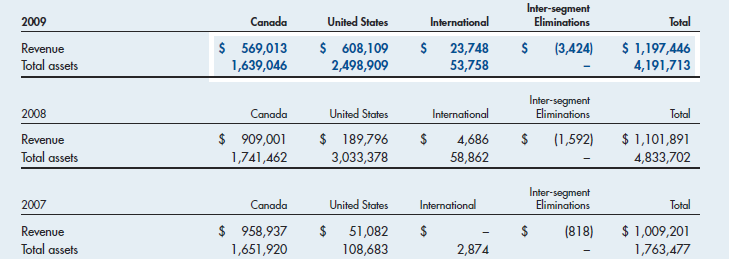 Inter-segment
2009 Canada United States International Eliminations Total
Revenue $ 569,013 $ 608,109 $ 23,748 $ (3,424) $ 1,197,446
Total assets 1,639,046 2,498,909 53,758 – 4,191,713
Inter-segment
2008 Canada United States International Eliminations Total
Revenue $ 909,001 $ 189,796 $ 4,686 $ (1,592) $ 1,101,891
Total assets 1,741,462 3,033,378 58,862 – 4,833,702
Inter-segment
2007 Canada United States International Eliminations Total
Revenue $ 958,937 $ 51,082 $ – $ (818) $ 1,009,201
Total assets 1,651,920 108,683 2,874 – 1,763,477